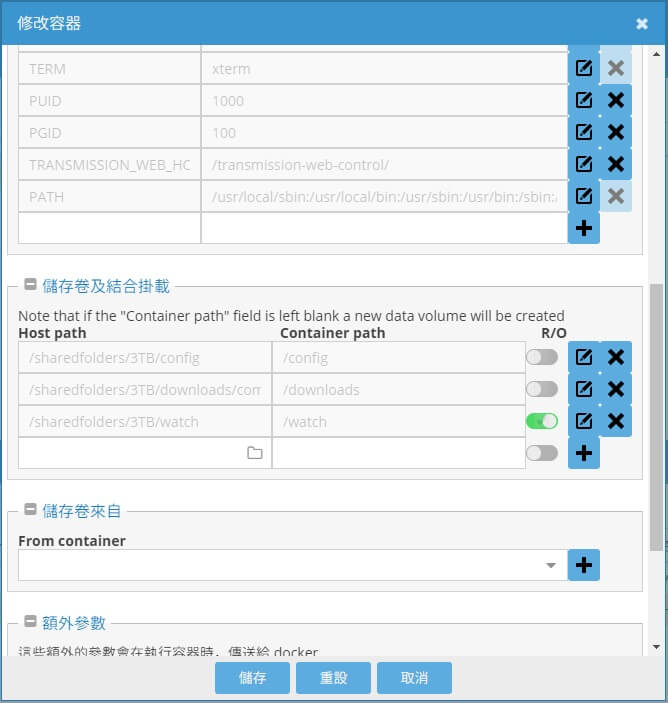 修改容器
TERM xterm
PUID 1000
PGID 100
TRANSMISSION_WEB_HC /transmission-web-control/
PATH /usr/local/sbin:/usr/local/bin:/usr/sbin:/usr/bin:/sbin:/
儲存卷及結合掛載
Note that if the "Container path" field is left blank a new data volume will be created
Host path Container path R/O
/sharedfolders/3TB/config /config
/sharedfolders/3TB/downloads/com /downloads
/sharedfolders/3TB/watch /watch
儲存卷來自
From container
額外參數
這些額外的參數會在執行容器時，傳送給 docker
儲存 重設 取消